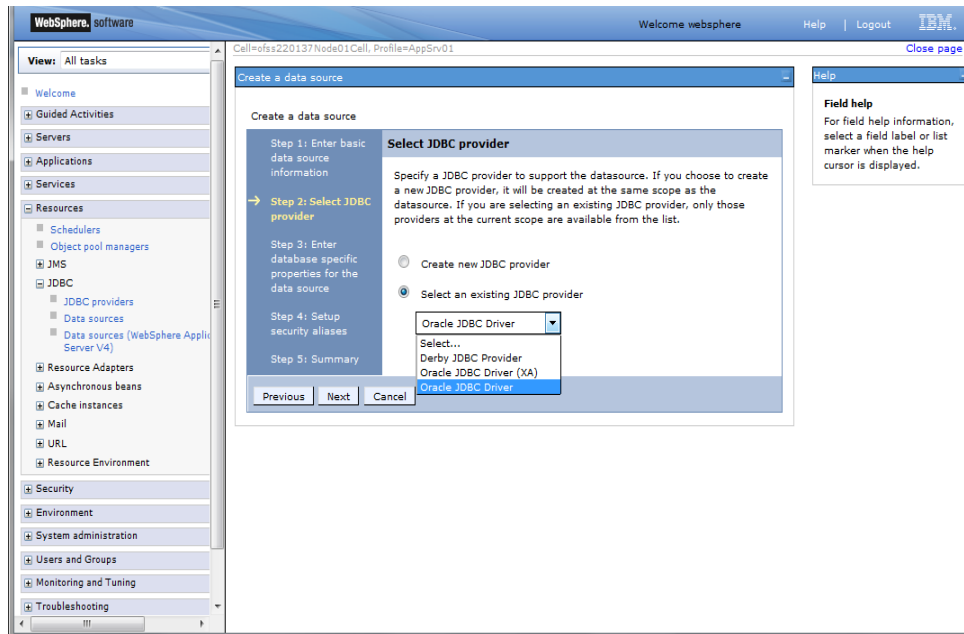 WebSphere. software
Welcome websphere
Help | Logout
IBM.
View: All tasks
Cell=ofss220137Node01Cell, Profile=AppSrv01
Close page
Welcome
Guided Activities
Servers
Applications
Services
Resources
Schedulers
Object pool managers
JMS
JDBC
JDBC providers
Data sources
Data sources (WebSphere Applic
Server V4)
Resource Adapters
Asynchronous beans
Cache instances
Mail
URL
Resource Environment
Security
Environment
System administration
Users and Groups
Monitoring and Tuning
Troubleshooting
Create a data source
Create a data source
Step 1: Enter basic
data source
information
Step 2: Select JDBC
provider
Step 3: Enter
database specific
properties for the
data source
Step 4: Setup
security aliases
Step 5: Summary
Select JDBC provider
Specify a JDBC provider to support the datasource. If you choose to create
a new JDBC provider, it will be created at the same scope as the
datasource. If you are selecting an existing JDBC provider, only those
providers at the current scope are available from the list.
Create new JDBC provider
Select an existing JDBC provider
Oracle JDBC Driver
Select...
Derby JDBC Provider
Oracle JDBC Driver (XA)
Oracle JDBC Driver
Previous
Next
Cancel
Help
Field help
For field help information,
select a field label or list
marker when the help
cursor is displayed.